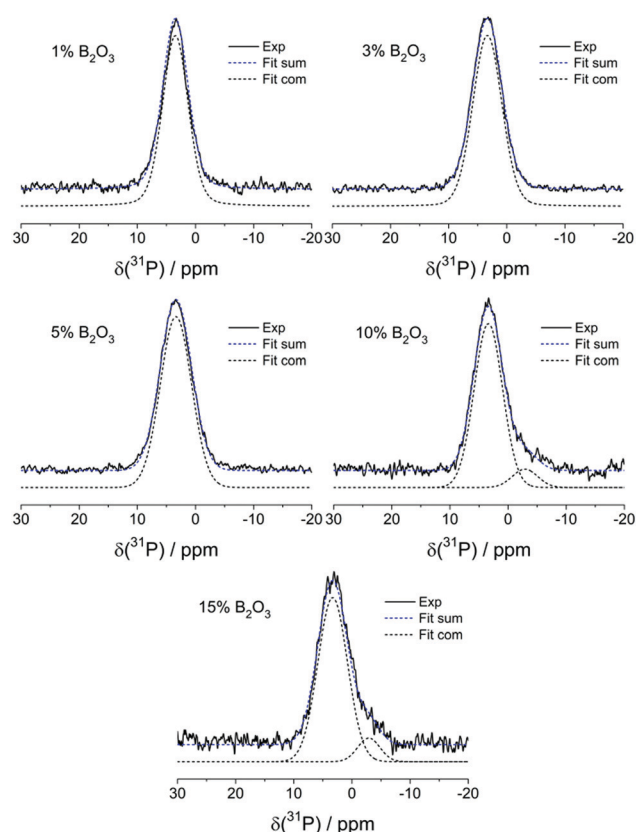 1% B₂O₃
Exp
Fit sum
Fit com
30 20 10 0 -10 -20
δ(³¹P) / ppm
3% B₂O₃
Exp
Fit sum
Fit com
30 20 10 0 -10 -20
δ(³¹P) / ppm
5% B₂O₃
Exp
Fit sum
Fit com
30 20 10 0 -10 -20
δ(³¹P) / ppm
10% B₂O₃
Exp
Fit sum
Fit com
30 20 10 0 -10 -20
δ(³¹P) / ppm
15% B₂O₃
Exp
Fit sum
Fit com
30 20 10 0 -10 -20
δ(³¹P) / ppm